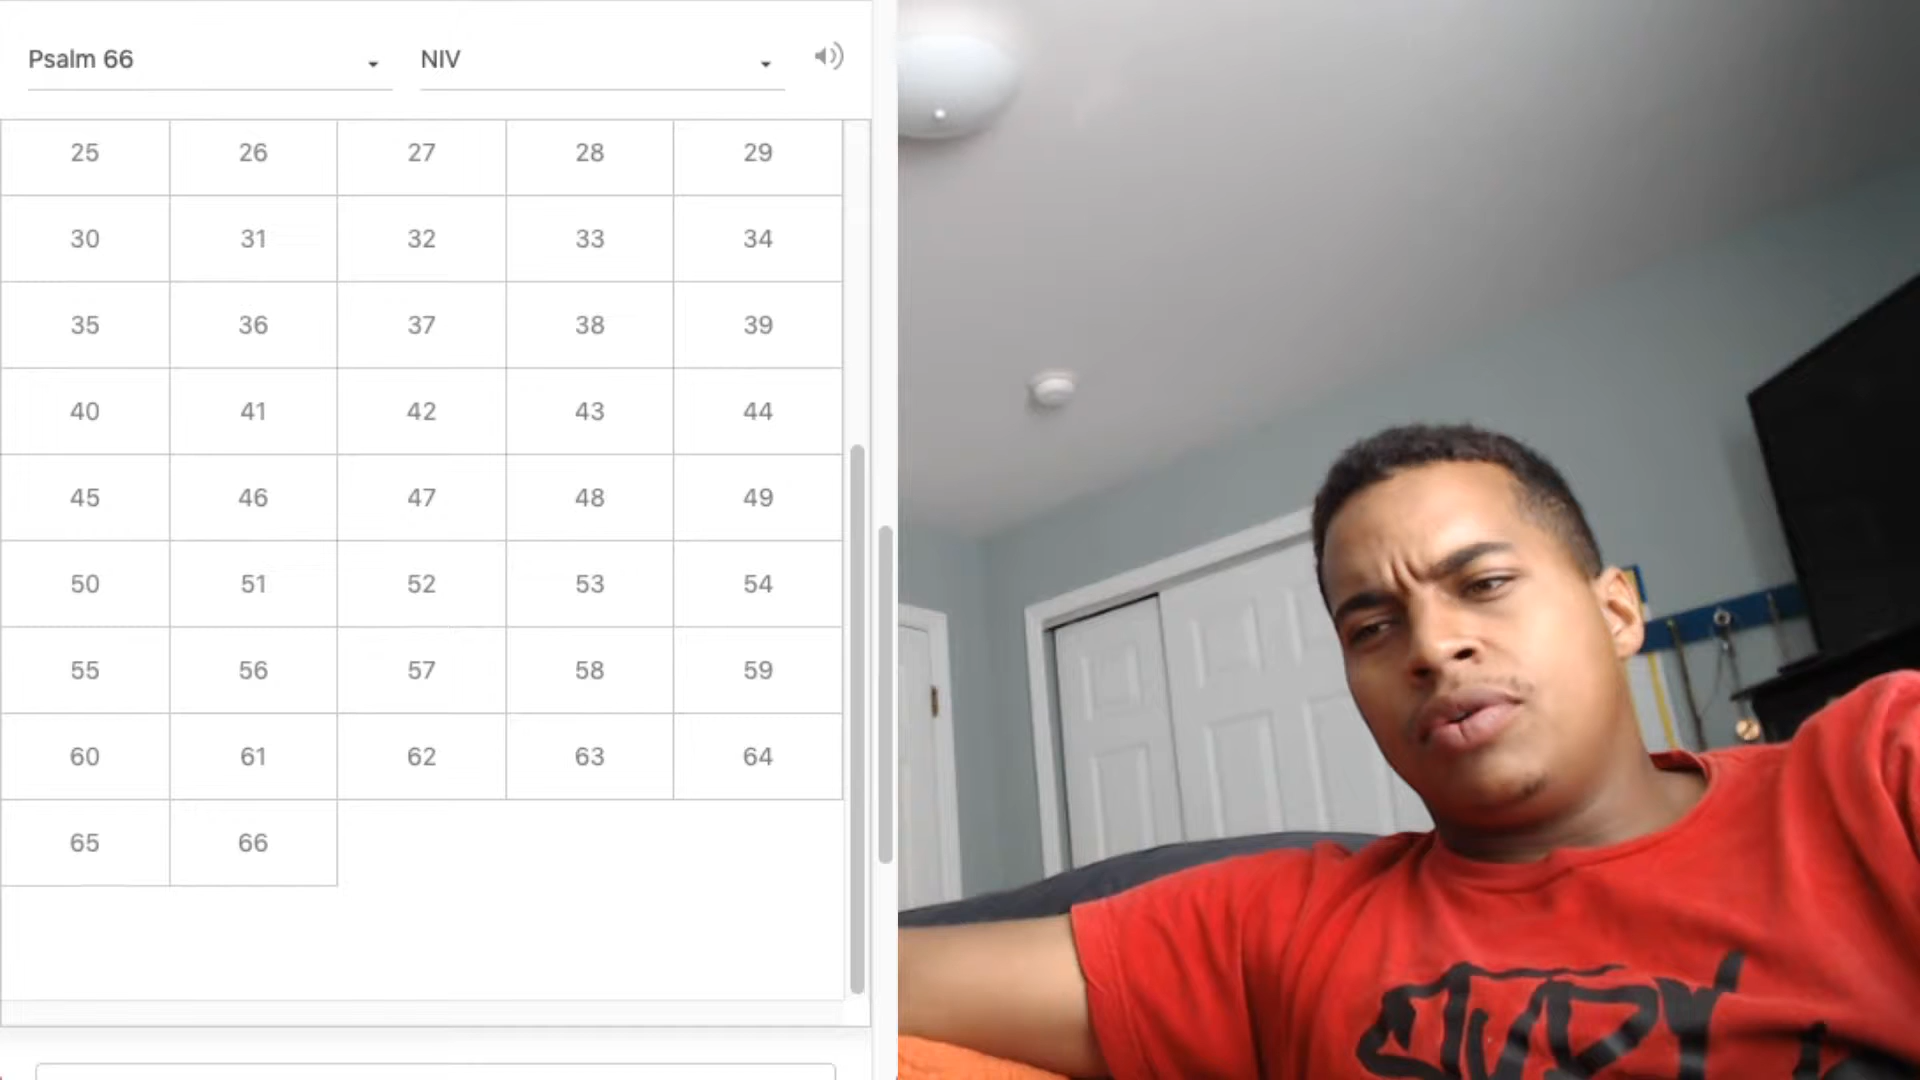 Psalm 66 NIV
25 26 27 28 29
30 31 32 33 34
35 36 37 38 39
40 41 42 43 44
45 46 47 48 49
50 51 52 53 54
55 56 57 58 59
60 61 62 63 64
65 66